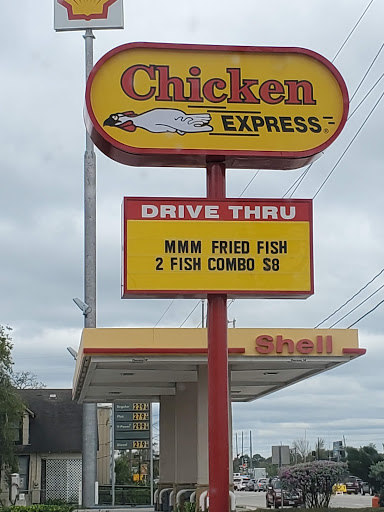 Chicken
EXPRESS
DRIVE THRU
MMM FRIED FISH
2 FISH COMBO $8
Shell